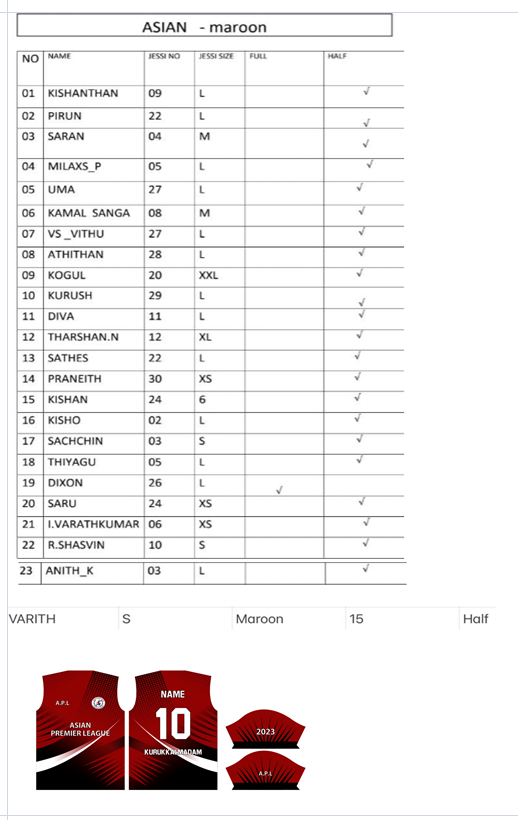 ASIAN - maroon
NO NAME JESSI NO JESSI SIZE FULL HALF
01 KISHANTHAN 09 L √
02 PIRUN 22 L √
03 SARAN 04 M √
04 MILAXS_P 05 L √
05 UMA 27 L √
06 KAMAL SANGA 08 M √
07 VS _VITHU 27 L √
08 ATHITHAN 28 L √
09 KOGUL 20 XXL √
10 KURUSH 29 L √
11 DIVA 11 L √
12 THARSHAN.N 12 XL √
13 SATHES 22 L √
14 PRANEITH 30 XS √
15 KISHAN 24 6 √
16 KISHO 02 L √
17 SACHCHIN 03 S √
18 THIYAGU 05 L √
19 DIXON 26 L √
20 SARU 24 XS √
21 I.VARATHKUMAR 06 XS √
22 R.SHASVIN 10 S √
23 ANITH_K 03 L √
VARITH S Maroon 15 Half
A.P.L
ASIAN
PREMIER LEAGUE
NAME
10
KURUKKALMADAM
2023
A.P.L